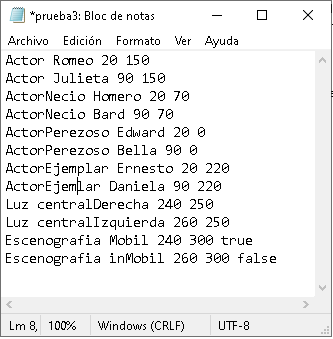 *prueba3: Bloc de notas
Archivo Edición Formato Ver Ayuda
Actor Romeo 20 150
Actor Julieta 90 150
ActorNecio Homero 20 70
ActorNecio Bard 90 70
ActorPerezoso Edward 20 0
ActorPerezoso Bella 90 0
ActorEjemplar Ernesto 20 220
ActorEjemlar Daniela 90 220
Luz centralDerecha 240 250
Luz centralIzquierda 260 250
Escenografia Mobil 240 300 true
Escenografia inMobil 260 300 false
Lm 8, 100% Windows (CRLF) UTF-8